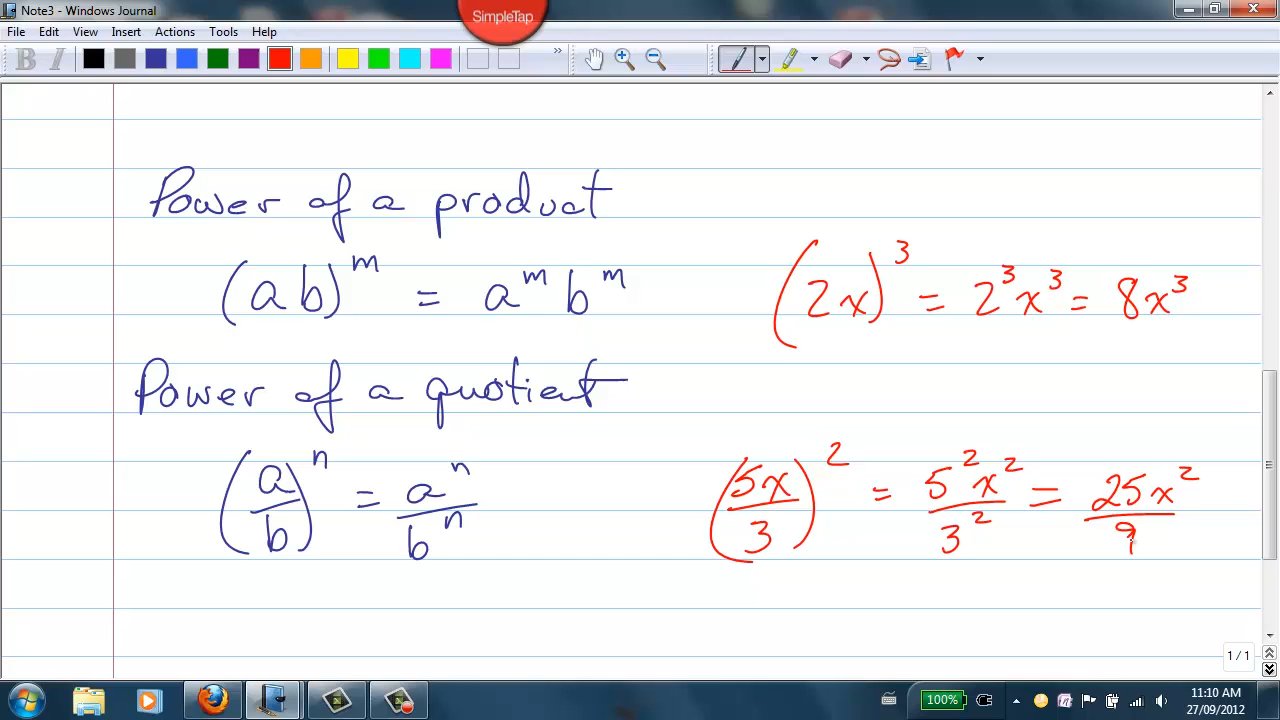 Note3 - Windows Journal
SimpleTap
File Edit View Insert Actions Tools Help
B I
Power of a product
(ab)^m = a^m b^m
(2x)^3 = 2^3 x^3 = 8x^3
Power of a quotient
(a/b)^n = a^n/b^n
(5x/3)^2 = 5^2 x^2/3^2 = 25x^2/9
1 / 1
100%
11:10 AM
27/09/2012